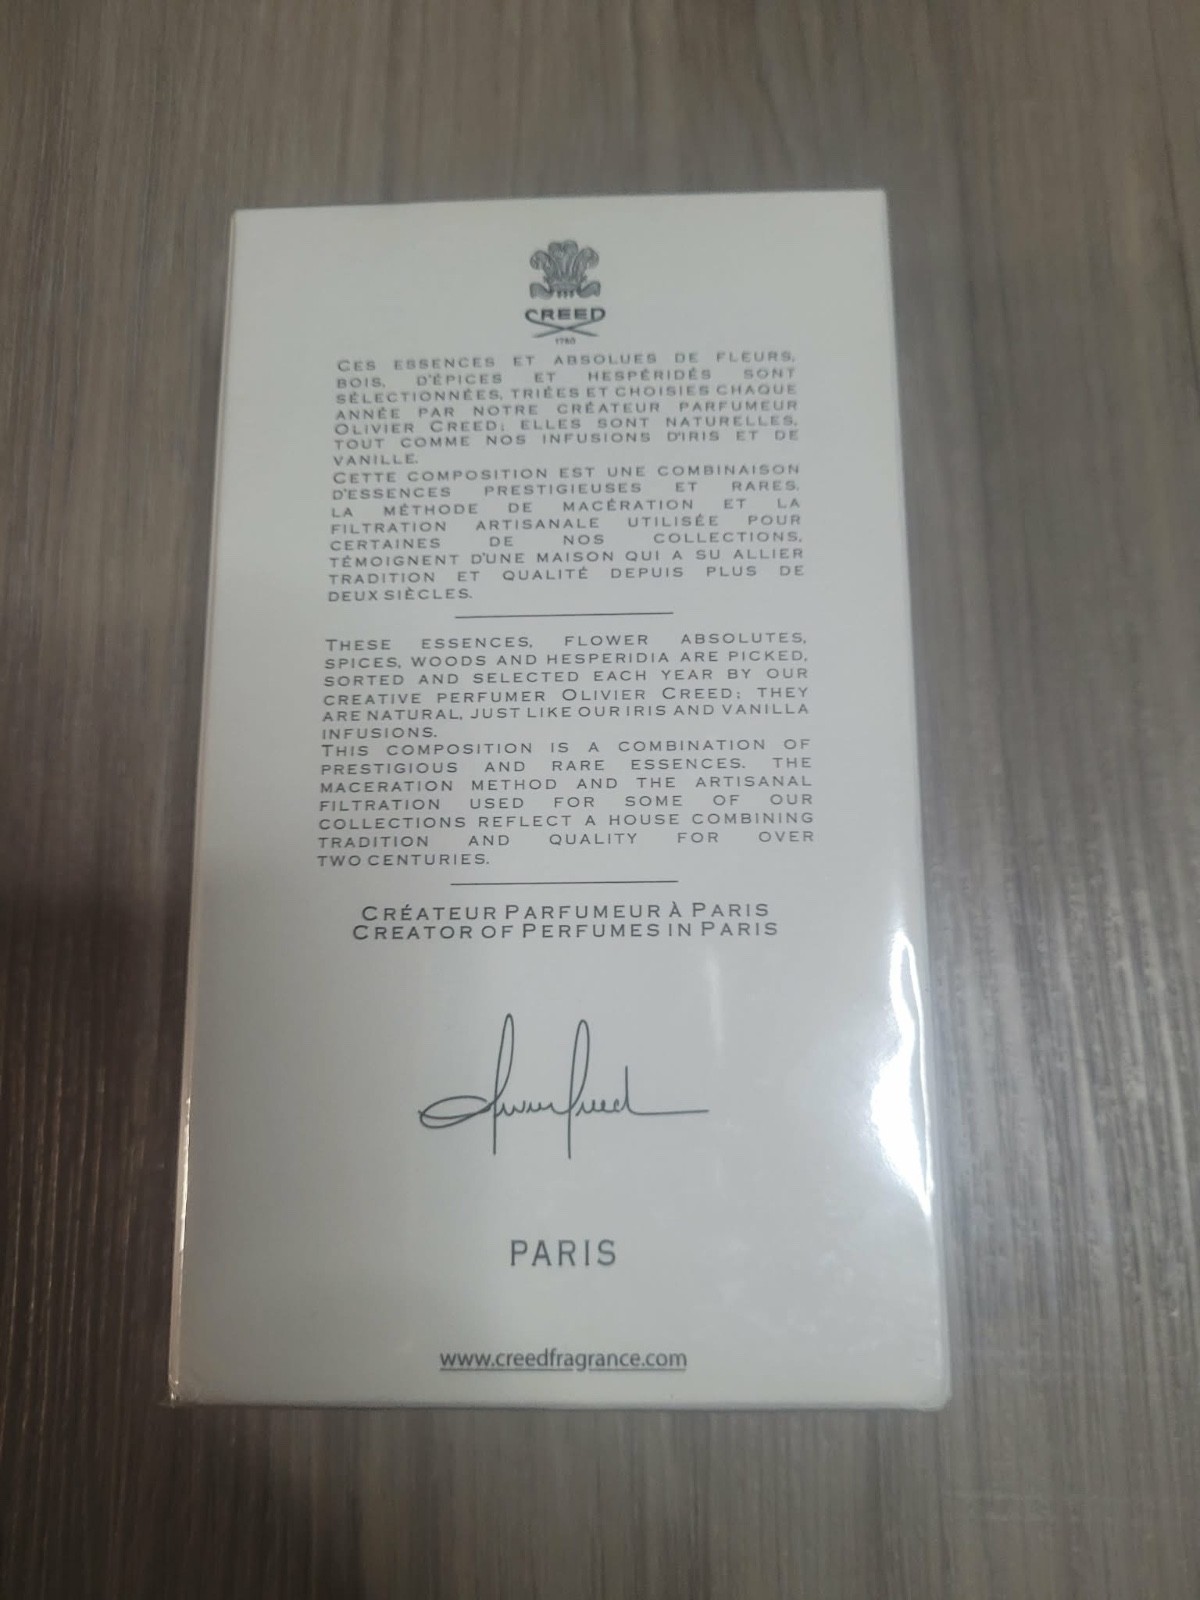 CREED
1760
CES ESSENCES ET ABSOLUES DE FLEURS,
BOIS, D'ÉPICES ET HESPÉRIDÉS SONT
SÉLECTIONNÉES, TRIÉES ET CHOISIES CHAQUE
ANNÉE PAR NOTRE CRÉATEUR PARFUMEUR
OLIVIER CREED; ELLES SONT NATURELLES,
TOUT COMME NOS INFUSIONS D'IRIS ET DE
VANILLE.
CETTE COMPOSITION EST UNE COMBINAISON
D'ESSENCES PRESTIGIEUSES ET RARES.
LA MÉTHODE DE MACÉRATION ET LA
FILTRATION ARTISANALE UTILISÉE POUR
CERTAINES DE NOS COLLECTIONS,
TÉMOIGNENT D'UNE MAISON QUI A SU ALLIER
TRADITION ET QUALITÉ DEPUIS PLUS DE
DEUX SIÈCLES.
THESE ESSENCES, FLOWER ABSOLUTES,
SPICES, WOODS AND HESPERIDIA ARE PICKED,
SORTED AND SELECTED EACH YEAR BY OUR
CREATIVE PERFUMER OLIVIER CREED; THEY
ARE NATURAL, JUST LIKE OUR IRIS AND VANILLA
INFUSIONS.
THIS COMPOSITION IS A COMBINATION OF
PRESTIGIOUS AND RARE ESSENCES. THE
MACERATION METHOD AND THE ARTISANAL
FILTRATION USED FOR SOME OF OUR
COLLECTIONS REFLECT A HOUSE COMBINING
TRADITION AND QUALITY FOR OVER
TWO CENTURIES.
CRÉATEUR PARFUMEUR À PARIS
CREATOR OF PERFUMES IN PARIS
Olivier Creed
PARIS
www.creedfragrance.com